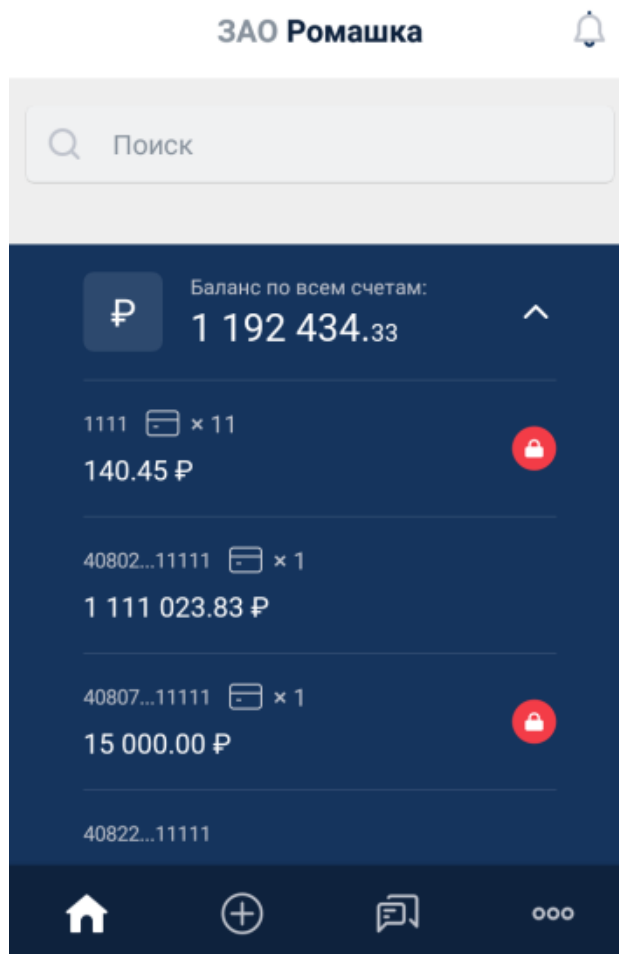 ЗАО Ромашка
Поиск
₽
Баланс по всем счетам:
1 192 434.33
1111 × 11
140.45 ₽
40802...11111 × 1
1 111 023.83 ₽
40807...11111 × 1
15 000.00 ₽
40822...11111